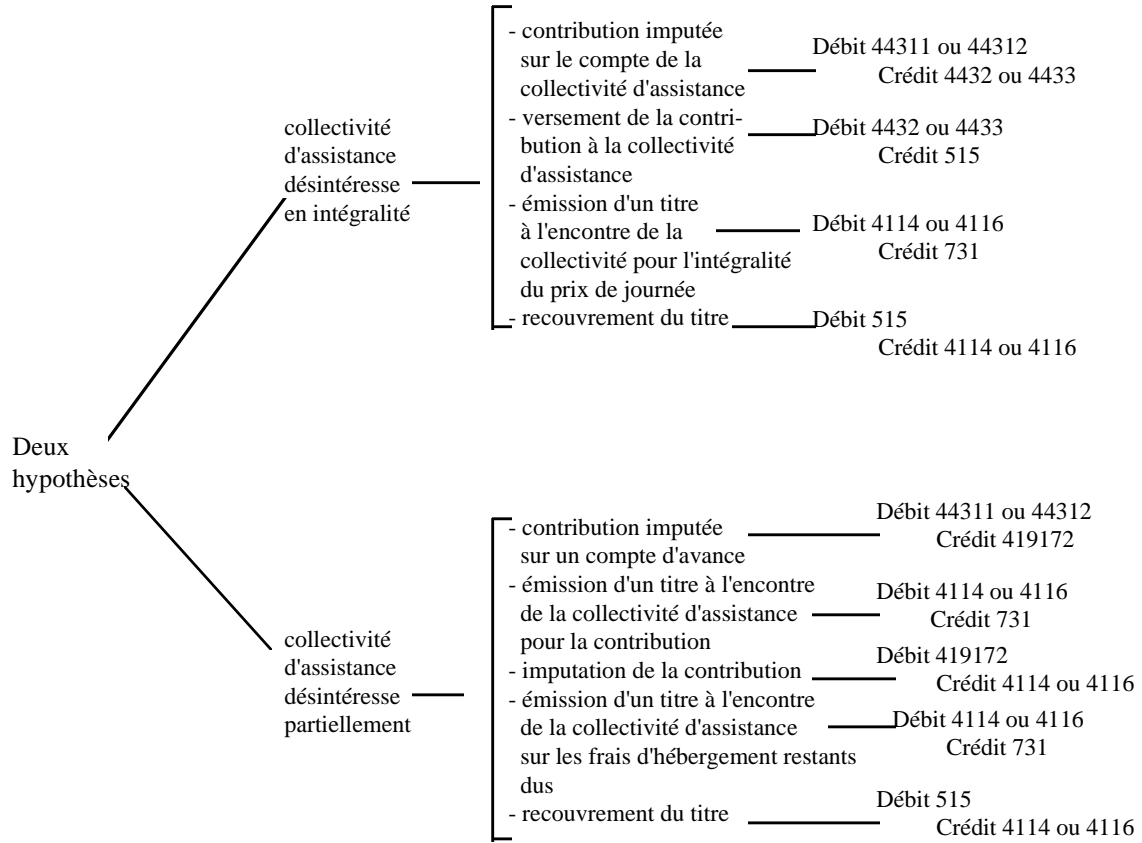 Deux
hypothèses
collectivité
d'assistance
désintéresse
en intégralité
- contribution imputée
sur le compte de la
collectivité d'assistance
Débit 44311 ou 44312
Crédit 4432 ou 4433
- versement de la contri-
bution à la collectivité
d'assistance
Débit 4432 ou 4433
Crédit 515
- émission d'un titre
à l'encontre de la
collectivité pour l'intégralité
du prix de journée
Débit 4114 ou 4116
Crédit 731
- recouvrement du titre
Débit 515
Crédit 4114 ou 4116
collectivité
d'assistance
désintéresse
partiellement
- contribution imputée
sur un compte d'avance
Débit 44311 ou 44312
Crédit 419172
- émission d'un titre à l'encontre
de la collectivité d'assistance
pour la contribution
Débit 4114 ou 4116
Crédit 731
- imputation de la contribution
Débit 419172
Crédit 4114 ou 4116
- émission d'un titre à l'encontre
de la collectivité d'assistance
sur les frais d'hébergement restants
dus
Débit 4114 ou 4116
Crédit 731
- recouvrement du titre
Débit 515
Crédit 4114 ou 4116